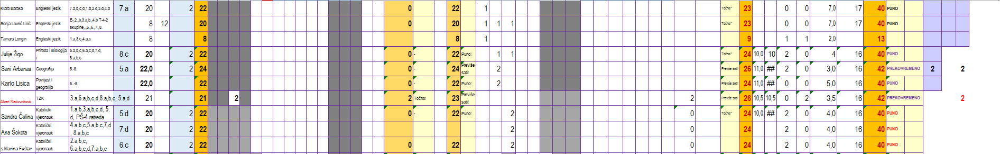 Klara Baraka Engleski jezik 7.a,b,c,d,1.d,2.d,3.d,4.d 7.a 20 2 22 0 22 1 Točno!" 23 0 0 7,0 17 40 PUNO
Sonja Lovrić Lilić Engleski jezik E-,2.,b,3.a,b,.4.b T-4-2 8 12 20 0 20 1 1 1 Točno!" 23 0 0 7,0 17 40 PUNO
skupine,.,5.,6.,7.,8.
Tamara Longin Engleski jezik 1.a,3.c,4.a,c 8 8 8 1 9 1 1 2,0 13
Julije Žigo Priroda i Biologija 5.a,b,c,6.a,c,d,7.d, 8.c 20 2 22 0 - 22 Puno! 1 1 Točno!" 24 10,0 10 2 0 4 16 40 PUNO
i 8.a,b,c
Sani Arbanas Geografija 5.-8. 5.a 22,0 2 24 0 - 24 Previše sati! 2 Previše sati! 26 11,0 ## 2 0 3,0 16 42 PREKOVREMENO 2 2
Karlo Lisica Povijest i geografija 5..-8. 22,0 22 0 - 22 Puno! 2 Previše sati! 24 11,0 ## 0 0 5,0 16 40 PUNO
Albert Radovniković TZK 3.a,6.a,b,c,d,8.a,b,c, 5.a,d 21 21 2 2 Točno! 23 Previše sati! 2 Previše sati! 26 10,5 10,5 0 2 3,5 16 42 PREKOVREMENO 2
Sandra Čulina Katolički vjeronauk 1.a,b,3.a,b,c,d,.5. 5.d 20 2 22 0 - 22 Puno! 2 0 Točno!" 24 10,0 ## 2 0 4,0 16 40 PUNO
d, PŠ-4 ratreda
Ana Šokota Katolički vjeronauk 4.a,b,c,5.a,b,c,7.d 7.d 20 2 22 2 0 24 2 0 4,0 16 40 PUNO
, 8.a,b,c
s.Marina Fuštar Katolički vjeronauk 2.a,b,c, 6.c 20 2 22 0 22 2 0 24 2 0 4,0 16 40 PUNO
6.a,b,c,d,7.a,b,c